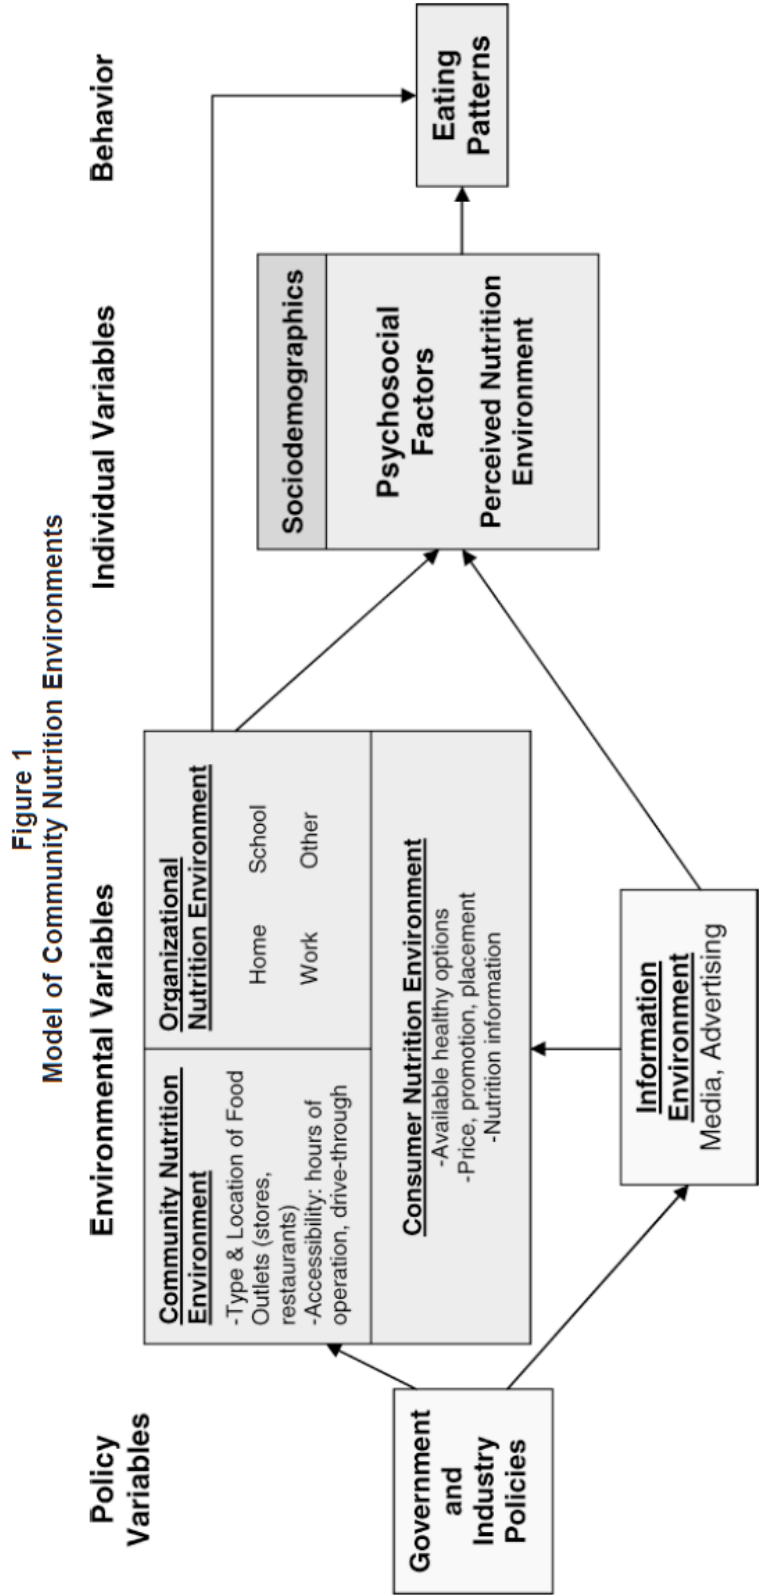 Figure 1
Model of Community Nutrition Environments
Policy
Variables
Environmental Variables
Individual Variables
Behavior
Government
and
Industry
Policies
Community Nutrition
Environment
-Type & Location of Food
Outlets (stores,
restaurants)
-Accessibility: hours of
operation, drive-through
Organizational
Nutrition Environment
Home School
Work Other
Consumer Nutrition Environment
-Available healthy options
-Price, promotion, placement
-Nutrition information
Information
Environment
Media, Advertising
Sociodemographics
Psychosocial
Factors
Perceived Nutrition
Environment
Eating
Patterns